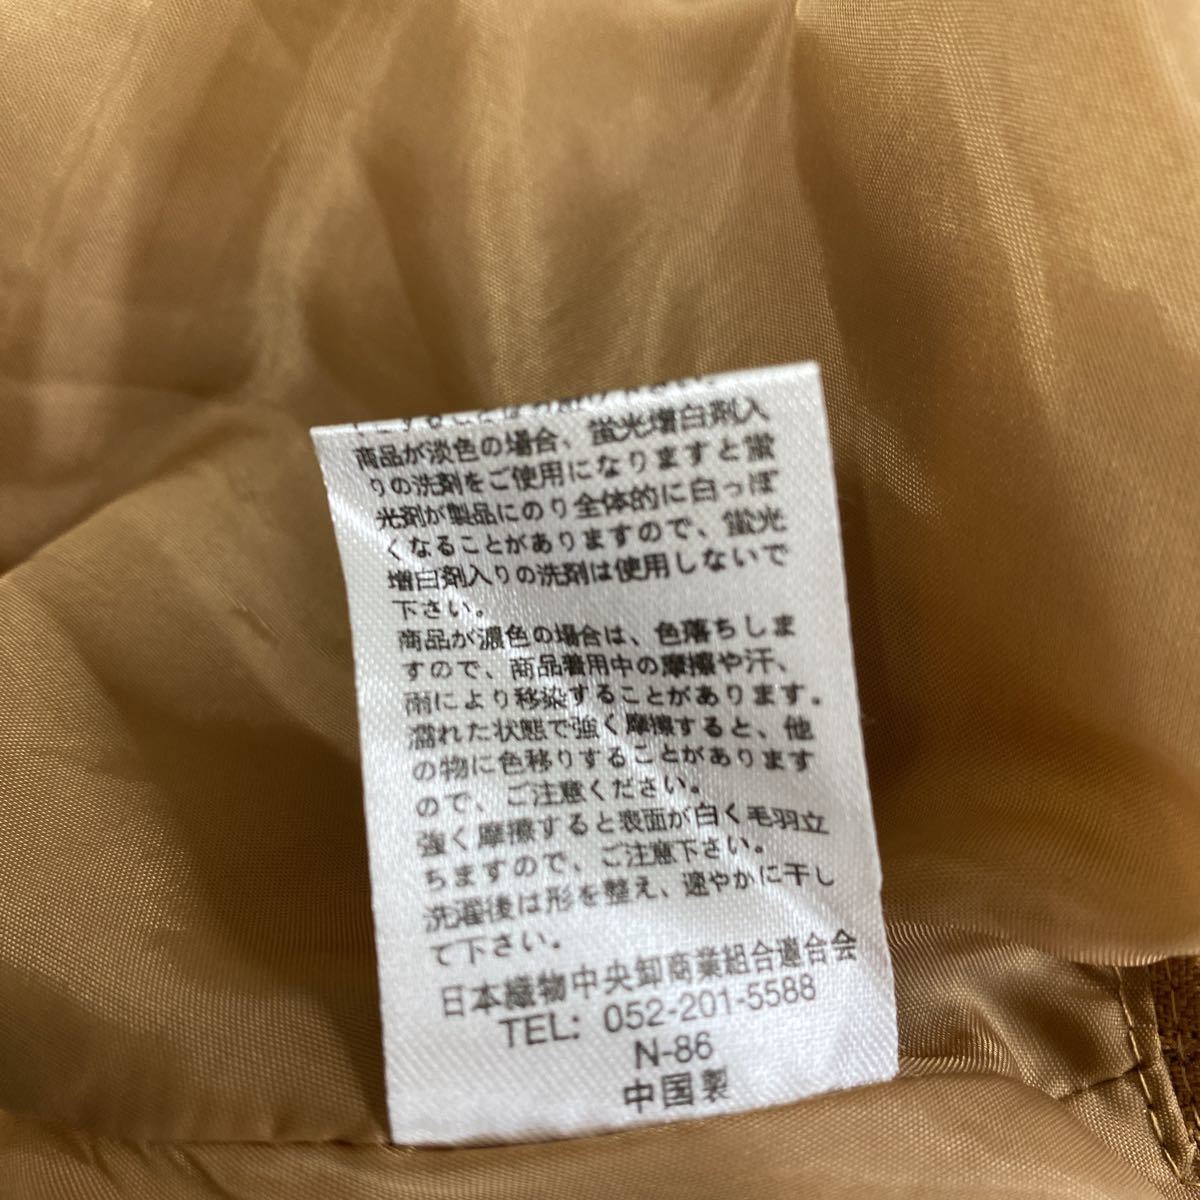 することはお避け下さい。
商品が淡色の場合、蛍光増白剤入
りの洗剤をご使用になりますと蛍
光剤が製品にのり全体的に白っぽ
くなることがありますので、蛍光
増白剤入りの洗剤は使用しないで
下さい。
商品が濃色の場合は、色落ちしま
すので、商品着用中の摩擦や汗、
雨により移染することがあります。
濡れた状態で強く摩擦すると、他
の物に色移りすることがあります
ので、ご注意ください。
強く摩擦すると表面が白く毛羽立
ちますので、ご注意下さい。
洗濯後は形を整え、速やかに干し
て下さい。
日本織物中央卸商業組合連合会
TEL: 052-201-5588
N-86
中国製